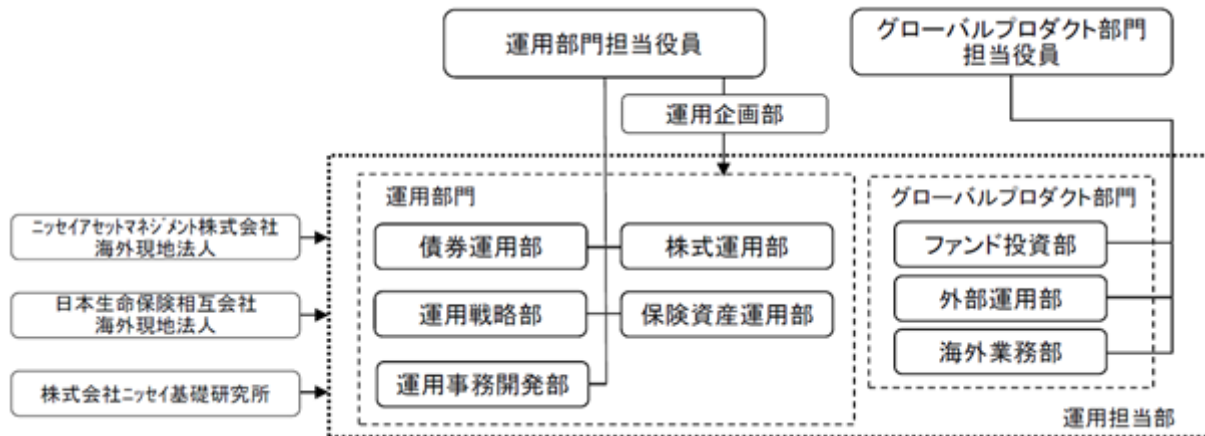 運用部門担当役員
グローバルプロダクト部門
担当役員
運用企画部
運用部門
グローバルプロダクト部門
ニッセイアセットマネジメント株式会社
海外現地法人
債券運用部
株式運用部
ファンド投資部
日本生命保険相互会社
海外現地法人
運用戦略部
保険資産運用部
外部運用部
海外業務部
株式会社ニッセイ基礎研究所
運用事務開発部
運用担当部